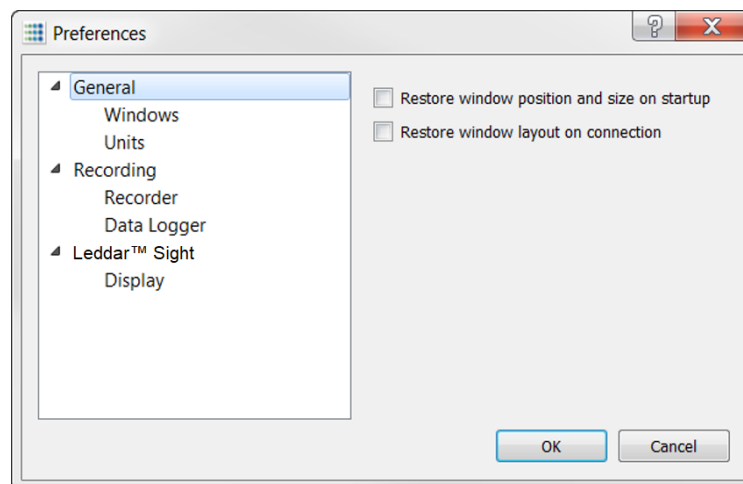 Preferences
General
Windows
Units
Recording
Recorder
Data Logger
Leddar™ Sight
Display
Restore window position and size on startup
Restore window layout on connection
OK
Cancel